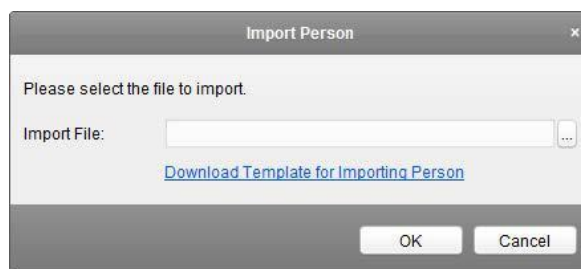 Import Person
×
Please select the file to import.
Import File:
...
Download Template for Importing Person
OK Cancel